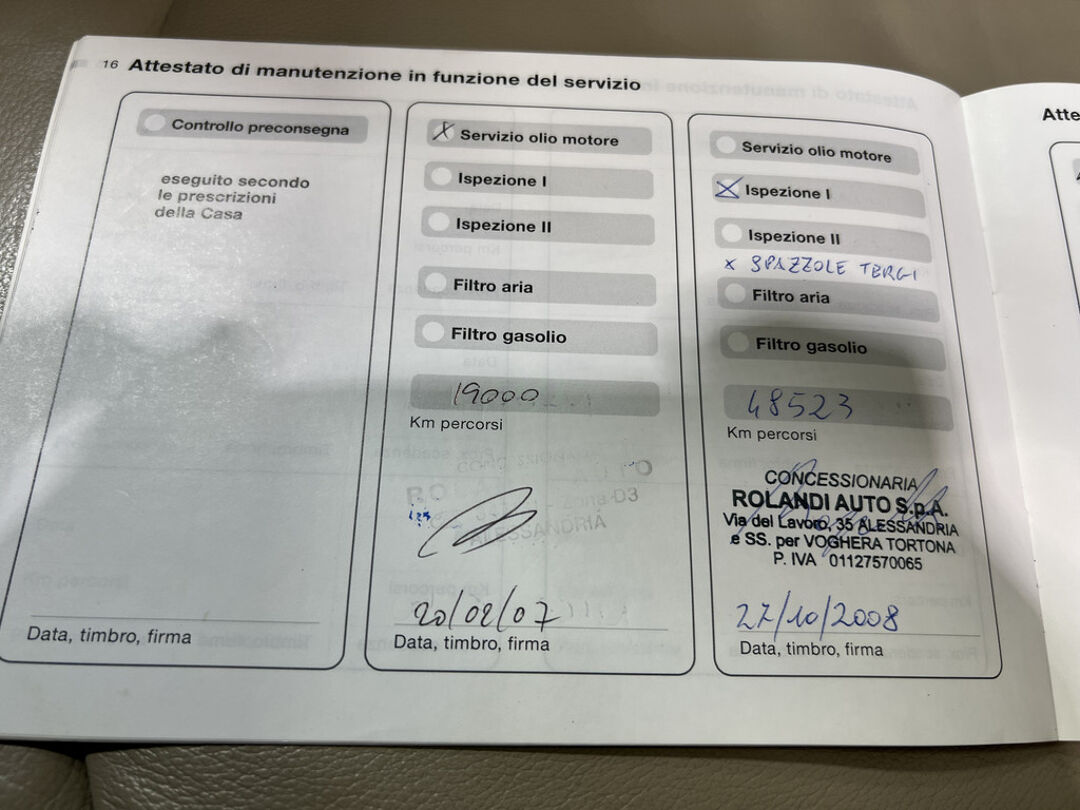 16 Attestato di manutenzione in funzione del servizio
Controllo preconsegna
eseguito secondo
le prescrizioni
della Casa
Data, timbro, firma
X Servizio olio motore
Ispezione I
Ispezione II
Filtro aria
Filtro gasolio
19000
Km percorsi
ALESSANDRIA
20/02/07
Data, timbro, firma
Servizio olio motore
X Ispezione I
Ispezione II
x SPAZZOLE TERGI
Filtro aria
Filtro gasolio
48523
Km percorsi
CONCESSIONARIA
ROLANDI AUTO S.p.A.
Via del Lavoro, 35 ALESSANDRIA
e SS. per VOGHERA TORTONA
P. IVA 01127570065
27/10/2008
Data, timbro, firma
Atte